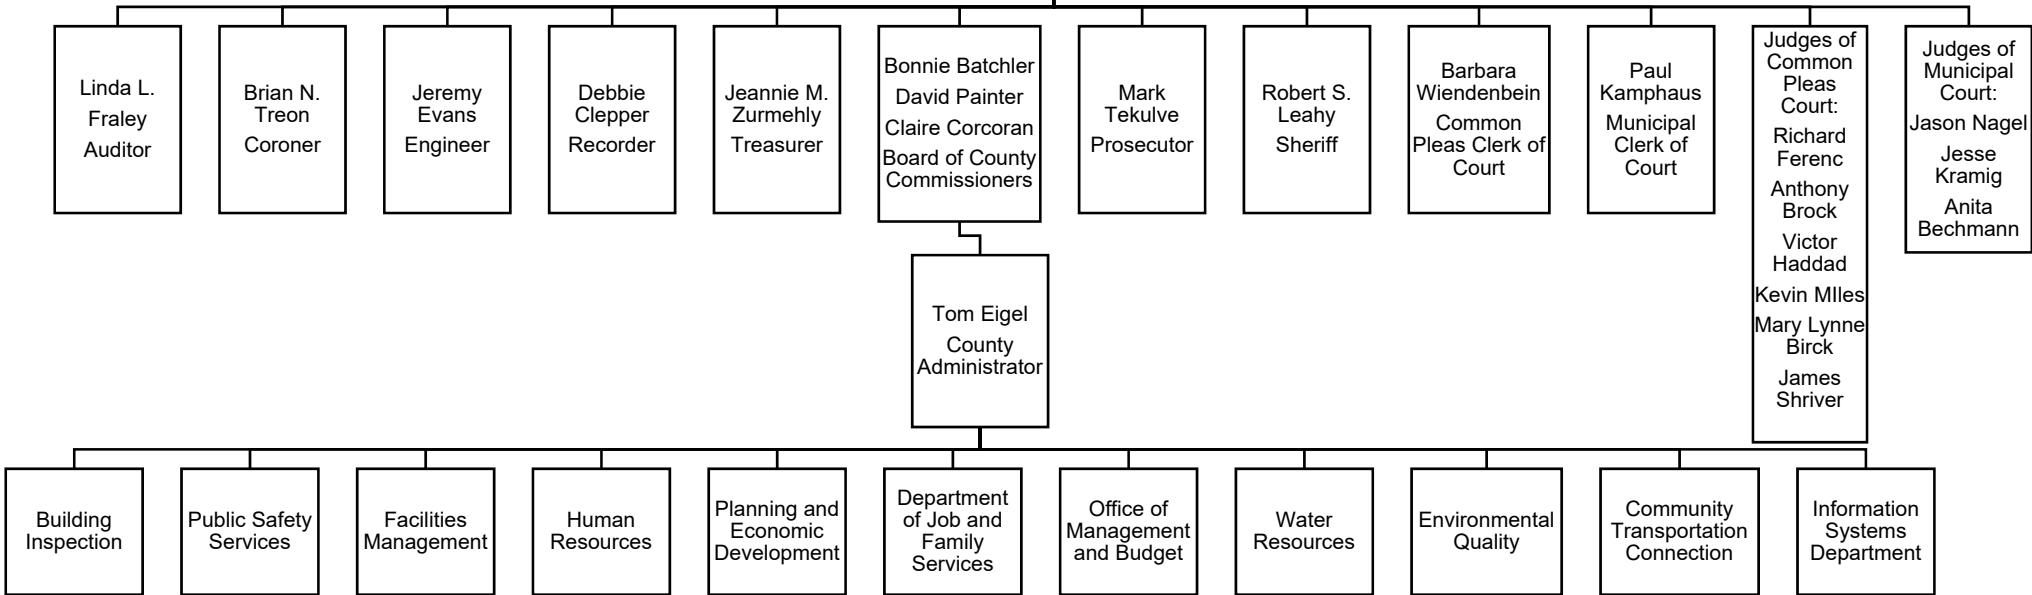 Linda L.
Fraley
Auditor
Brian N.
Treon
Coroner
Jeremy
Evans
Engineer
Debbie
Clepper
Recorder
Jeannie M.
Zurmehly
Treasurer
Bonnie Batchler
David Painter
Claire Corcoran
Board of County
Commissioners
Mark
Tekulve
Prosecutor
Robert S.
Leahy
Sheriff
Barbara
Wiendenbein
Common
Pleas Clerk of
Court
Paul
Kamphaus
Municipal
Clerk of
Court
Judges of
Common
Pleas
Court:
Richard
Ferenc
Anthony
Brock
Victor
Haddad
Kevin MIles
Mary Lynne
Birck
James
Shriver
Judges of
Municipal
Court:
Jason Nagel
Jesse
Kramig
Anita
Bechmann
Tom Eigel
County
Administrator
Building
Inspection
Public Safety
Services
Facilities
Management
Human
Resources
Planning and
Economic
Development
Department
of Job and
Family
Services
Office of
Management
and Budget
Water
Resources
Environmental
Quality
Community
Transportation
Connection
Information
Systems
Department